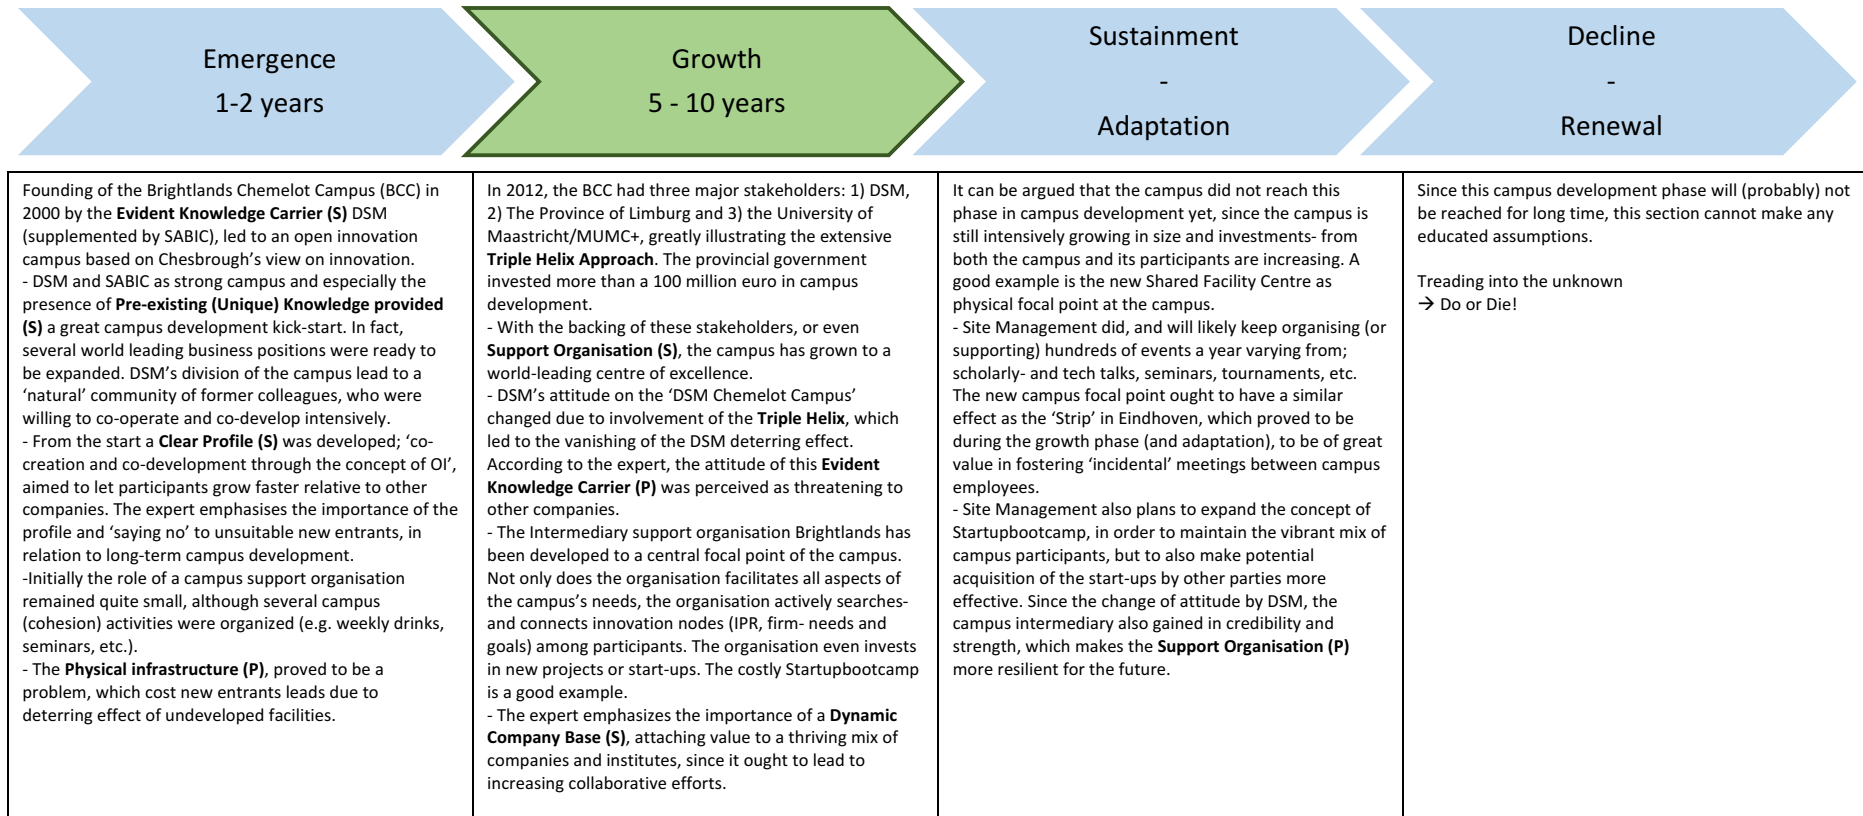 Emergence
1-2 years
Growth
5 - 10 years
Sustainment
-
Adaptation
Decline
-
Renewal
Founding of the Brightlands Chemelot Campus (BCC) in
2000 by the Evident Knowledge Carrier (S) DSM
(supplemented by SABIC), led to an open innovation
campus based on Chesbrough’s view on innovation.
- DSM and SABIC as strong campus and especially the
presence of Pre-existing (Unique) Knowledge provided
(S) a great campus development kick-start. In fact,
several world leading business positions were ready to
be expanded. DSM’s division of the campus lead to a
‘natural’ community of former colleagues, who were
willing to co-operate and co-develop intensively.
- From the start a Clear Profile (S) was developed; ‘co-
creation and co-development through the concept of OI’,
aimed to let participants grow faster relative to other
companies. The expert emphasises the importance of the
profile and ‘saying no’ to unsuitable new entrants, in
relation to long-term campus development.
-Initially the role of a campus support organisation
remained quite small, although several campus
(cohesion) activities were organized (e.g. weekly drinks,
seminars, etc.).
- The Physical infrastructure (P), proved to be a
problem, which cost new entrants leads due to
deterring effect of undeveloped facilities.
In 2012, the BCC had three major stakeholders: 1) DSM,
2) The Province of Limburg and 3) the University of
Maastricht/MUMC+, greatly illustrating the extensive
Triple Helix Approach. The provincial government
invested more than a 100 million euro in campus
development.
- With the backing of these stakeholders, or even
Support Organisation (S), the campus has grown to a
world-leading centre of excellence.
- DSM’s attitude on the ‘DSM Chemelot Campus’
changed due to involvement of the Triple Helix, which
led to the vanishing of the DSM deterring effect.
According to the expert, the attitude of this Evident
Knowledge Carrier (P) was perceived as threatening to
other companies.
- The Intermediary support organisation Brightlands has
been developed to a central focal point of the campus.
Not only does the organisation facilitates all aspects of
the campus’s needs, the organisation actively searches-
and connects innovation nodes (IPR, firm- needs and
goals) among participants. The organisation even invests
in new projects or start-ups. The costly Startupbootcamp
is a good example.
- The expert emphasizes the importance of a Dynamic
Company Base (S), attaching value to a thriving mix of
companies and institutes, since it ought to lead to
increasing collaborative efforts.
It can be argued that the campus did not reach this
phase in campus development yet, since the campus is
still intensively growing in size and investments- from
both the campus and its participants are increasing. A
good example is the new Shared Facility Centre as
physical focal point at the campus.
- Site Management did, and will likely keep organising (or
supporting) hundreds of events a year varying from;
scholarly- and tech talks, seminars, tournaments, etc.
The new campus focal point ought to have a similar
effect as the ‘Strip’ in Eindhoven, which proved to be
during the growth phase (and adaptation), to be of great
value in fostering ‘incidental’ meetings between campus
employees.
- Site Management also plans to expand the concept of
Startupbootcamp, in order to maintain the vibrant mix of
campus participants, but to also make potential
acquisition of the start-ups by other parties more
effective. Since the change of attitude by DSM, the
campus intermediary also gained in credibility and
strength, which makes the Support Organisation (P)
more resilient for the future.
Since this campus development phase will (probably) not
be reached for long time, this section cannot make any
educated assumptions.
Treading into the unknown
→ Do or Die!